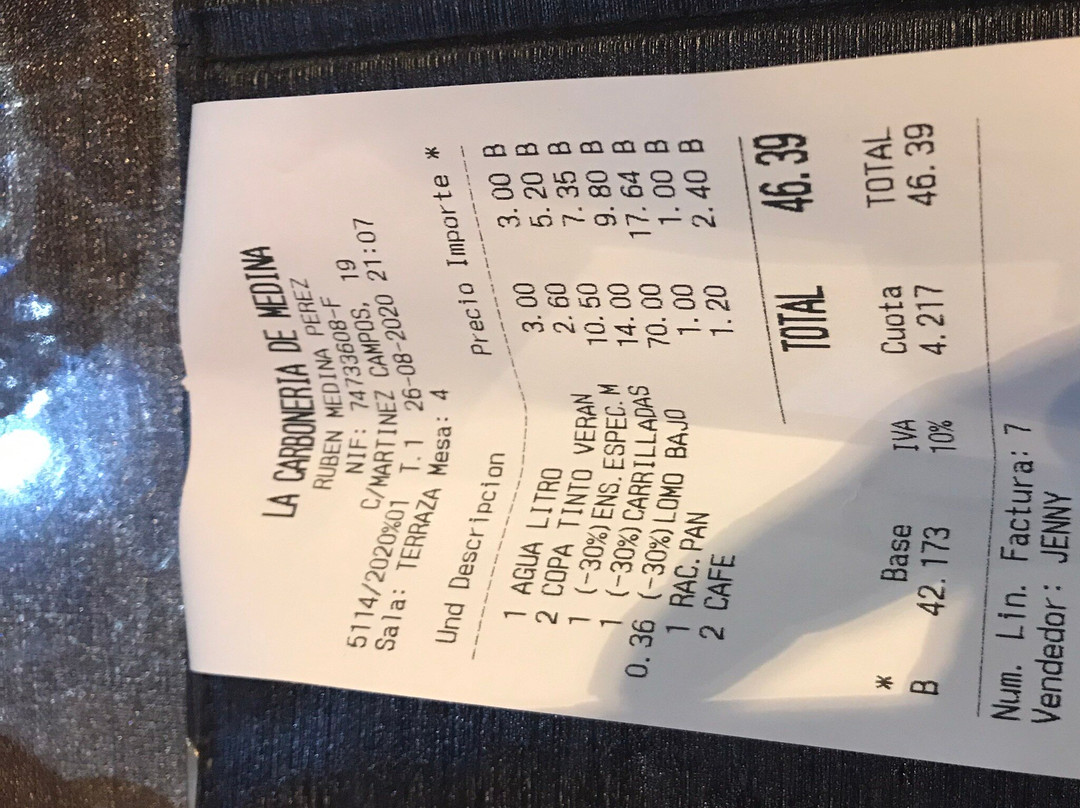 LA CARBONERIA DE MEDINA
RUBEN MEDINA PEREZ
NIF: 74733608-F
C/MARTINEZ CAMPOS, 19
5114/2020%01 T.1 26-08-2020 21:07
Sala: TERRAZA Mesa: 4
Und Descripcion Precio Importe *
1 AGUA LITRO 3.00 3.00 B
2 COPA TINTO VERAN 2.60 5.20 B
1 (-30%)ENS.ESPEC.M 10.50 7.35 B
1 (-30%)CARRILLADAS 14.00 9.80 B
0.36 (-30%)LOMO BAJO 70.00 17.64 B
1 RAC.PAN 1.00 1.00 B
2 CAFE 1.20 2.40 B
TOTAL 46.39
* Base IVA Cuota TOTAL
B 42.173 10% 4.217 46.39
Num. Lin. Factura: 7
Vendedor: JENNY